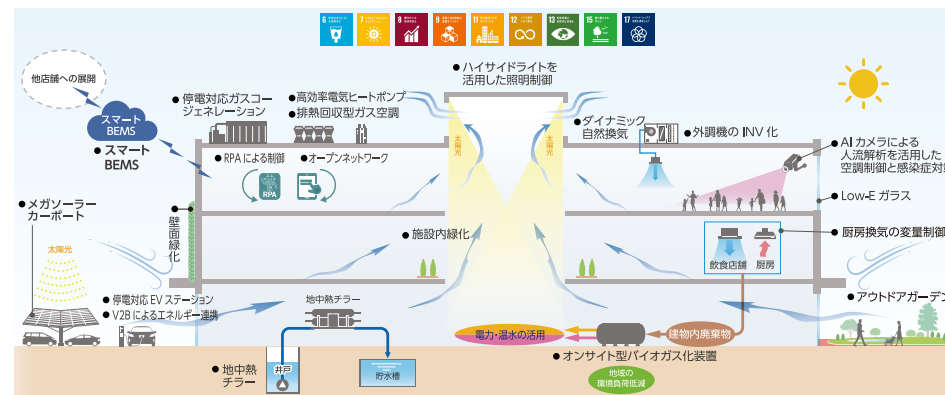 6
7
8
9
11
12
13
15
17
他店舗への展開
スマート
BEMS
● スマート
BEMS
● 停電対応ガスコー
ジェネレーション
● 高効率電気ヒートポンプ
● 排熱回収型ガス空調
● ハイサイドライトを
活用した照明制御
太陽光
太陽光
● ダイナミック
自然換気
● 外調機の INV 化
● AI カメラによる
人流解析を活用した
空調制御と感染症対
● RPA による制御
● オープンネットワーク
RPA
● Low-E ガラス
● メガソーラー
カーポート
太陽光
● 壁面緑化
● 施設内緑化
● 厨房換気の変量制御
飲食店舗
厨房
● 停電対応 EV ステーション
● V2B によるエネルギー連携
地中熱チラー
● アウトドアガーデン
電力・温水の活用
建物内廃棄物
● オンサイト型バイオガス化装置
● 地中熱
チラー
井戸
貯水槽
地域の
環境負荷低減